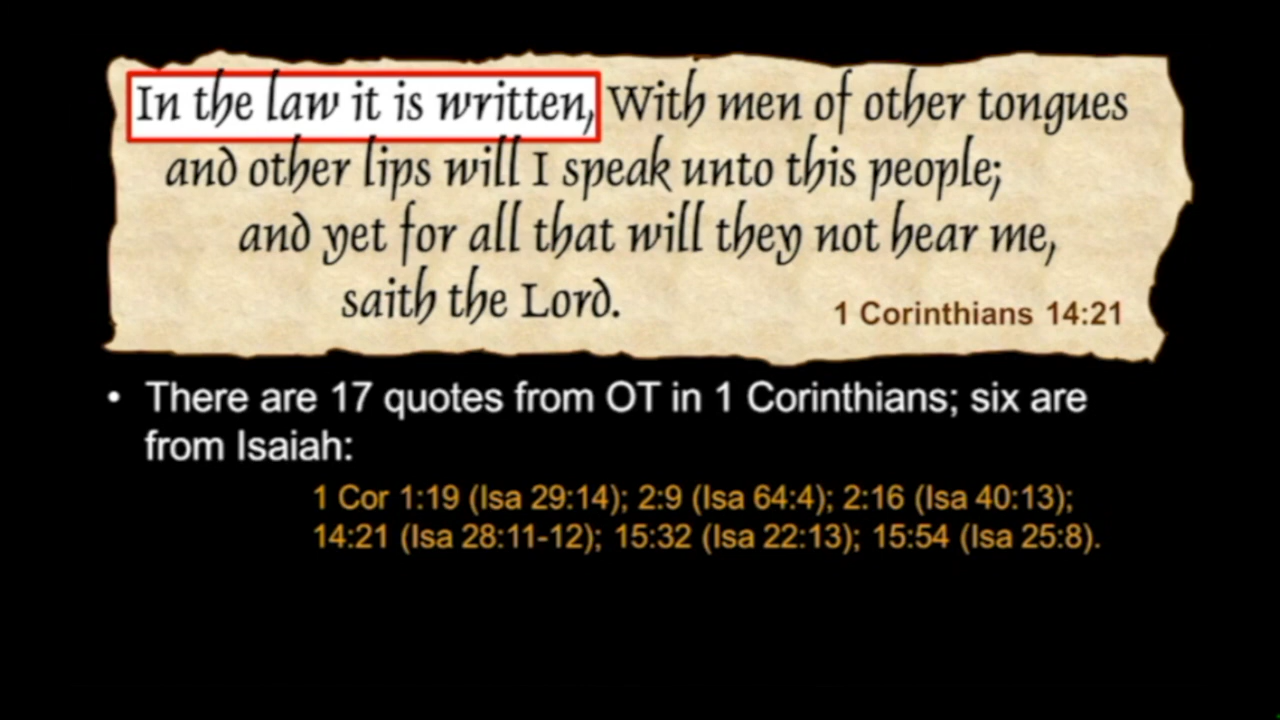 In the law it is written, With men of other tongues
and other lips will I speak unto this people;
and yet for all that will they not hear me,
saith the Lord.
1 Corinthians 14:21
• There are 17 quotes from OT in 1 Corinthians; six are
from Isaiah:
1 Cor 1:19 (Isa 29:14); 2:9 (Isa 64:4); 2:16 (Isa 40:13);
14:21 (Isa 28:11-12); 15:32 (Isa 22:13); 15:54 (Isa 25:8).